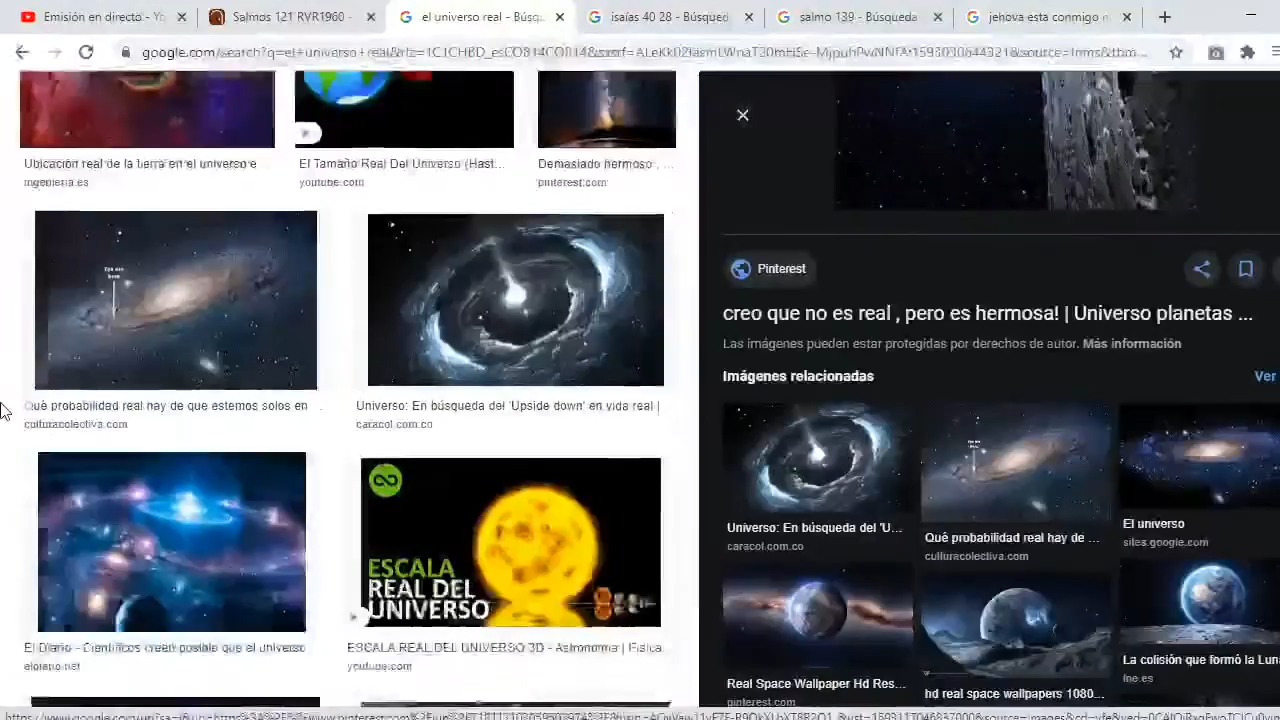 Emisión en directo - Yo
Salmos 121 RVR1960 -
el universo real - Búsqu
isaías 40 28 - Búsqued
salmo 139 - Búsqueda
jehova esta conmigo n
Ubicación real de la tierra en el universo e
ingenieria.es
El Tamaño Real Del Universo (Hast...
youtube.com
Demasiado hermoso , ...
pinterest.com
Qué probabilidad real hay de que estemos solos en
culturacolectiva.com
Universo: En búsqueda del 'Upside down' en vida real |
caracol.com.co
ESCALA
REAL DEL
UNIVERSO
El Diario - Científicos creen posible que el universo
eldiario.net
ESCALA REAL DEL UNIVERSO 3D - Astronomía | Física
youtube.com
Pinterest
creo que no es real , pero es hermosa! | Universo planetas ...
Las imágenes pueden estar protegidas por derechos de autor. Más información
Imágenes relacionadas
Ver
Universo: En búsqueda del 'U...
caracol.com.co
Qué probabilidad real hay de ...
culturacolectiva.com
El universo
sites.google.com
Real Space Wallpaper Hd Res...
pinterest.com
hd real space wallpapers 1080...
La colisión que formó la Luna
lne.es